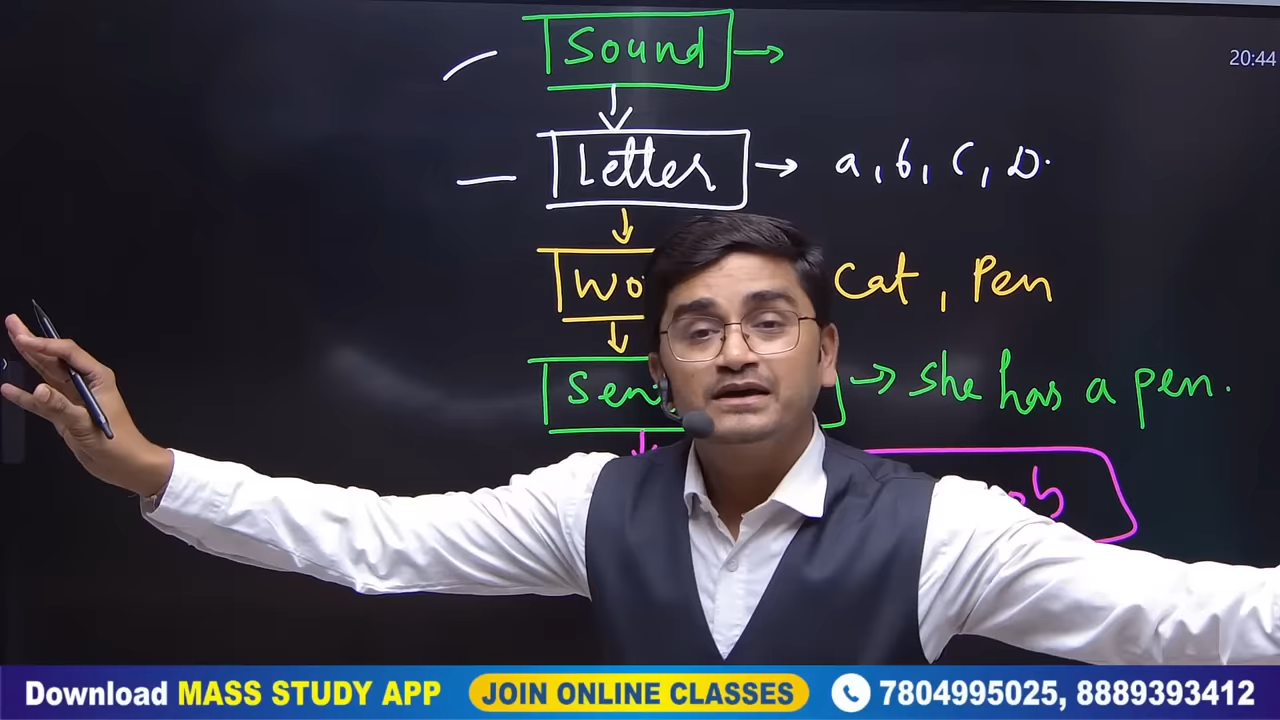 Sound →
20:44
Letter → a, b, C, D.
Cat, Pen
→ She has a pen.
Download MASS STUDY APP JOIN ONLINE CLASSES 7804995025, 8889393412